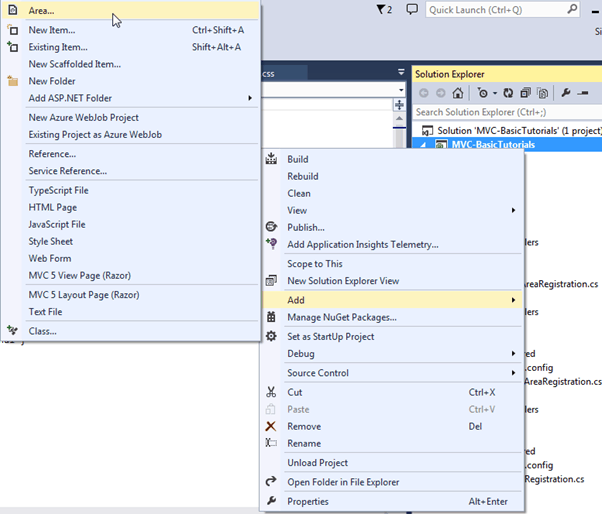 Area...
New Item... Ctrl+Shift+A
Existing Item... Shift+Alt+A
New Scaffolded Item...
New Folder
Add ASP.NET Folder
New Azure WebJob Project
Existing Project as Azure WebJob
Reference...
Service Reference...
TypeScript File
HTML Page
JavaScript File
Style Sheet
Web Form
MVC 5 View Page (Razor)
MVC 5 Layout Page (Razor)
Text File
Class...
2
Quick Launch (Ctrl+Q)
Si
css
Solution Explorer
Search Solution Explorer (Ctrl+;)
Solution 'MVC-BasicTutorials' (1 project)
MVC-BasicTutorials
Build
Rebuild
Clean
View
Publish...
Add Application Insights Telemetry...
Scope to This
New Solution Explorer View
Add
Manage NuGet Packages...
Set as StartUp Project
Debug
Source Control
Cut Ctrl+X
Paste Ctrl+V
Remove Del
Rename
Unload Project
Open Folder in File Explorer
Properties Alt+Enter
ders
AreaRegistration.cs
ders
red
.config
AreaRegistration.cs
ders
red
.config
Registration.cs